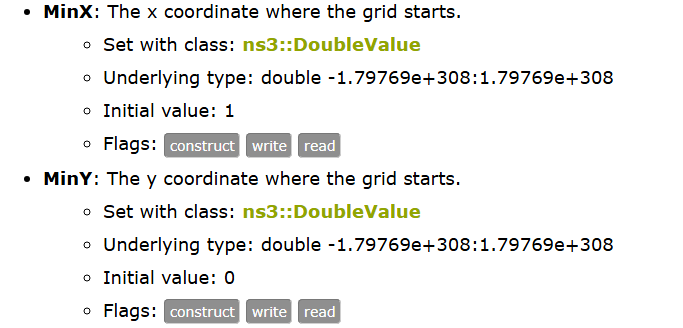 MinX: The x coordinate where the grid starts.
Set with class: ns3::DoubleValue
Underlying type: double -1.79769e+308:1.79769e+308
Initial value: 1
Flags: construct write read
MinY: The y coordinate where the grid starts.
Set with class: ns3::DoubleValue
Underlying type: double -1.79769e+308:1.79769e+308
Initial value: 0
Flags: construct write read